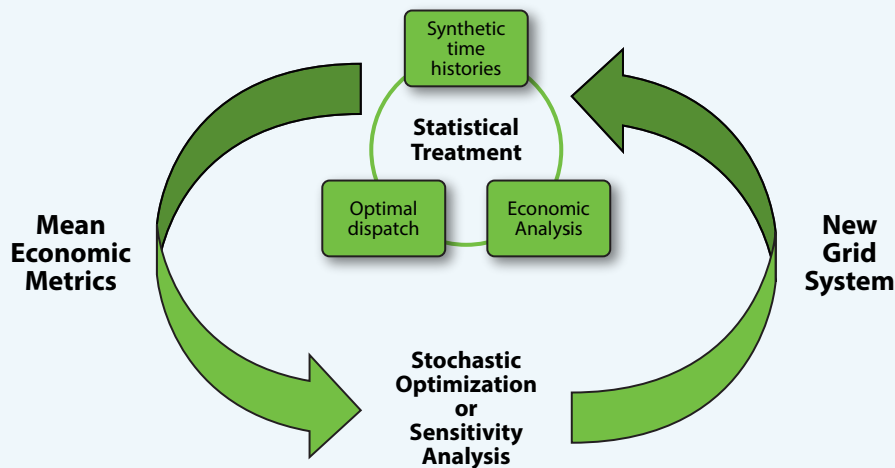 Synthetic
time
histories
Statistical
Treatment
Optimal
dispatch
Economic
Analysis
Mean
Economic
Metrics
New
Grid
System
Stochastic
Optimization
or
Sensitivity
Analysis